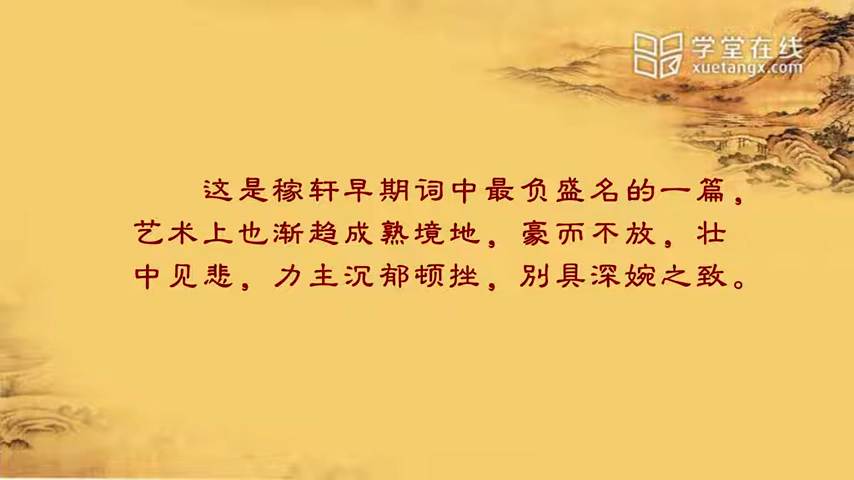 学堂在线
xuetangx.com
这是稼轩早期词中最负盛名的一篇，
艺术上也渐趋成熟境地，豪而不放，壮
中见悲，力主沉郁顿挫，别具深婉之致。